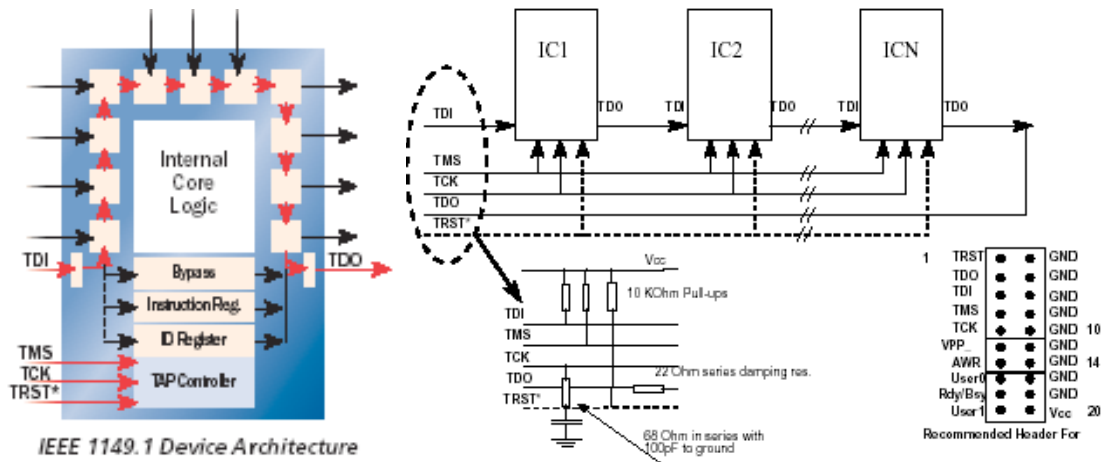 Internal
Core
Logic
TDI
TDO
Bypass
Instruction Reg.
ID Register
TAP Controller
TMS
TCK
TRST*
IEEE 1149.1 Device Architecture
IC1
IC2
ICN
TDI
TDO
TDI
TDO
TDI
TDO
TMS
TCK
TDO
TRST*
Vcc
10 KOhm Pull-ups
TDI
TMS
TCK
TDO
TRST*
22 Ohm series damping res.
68 Ohm in series with
100pF to ground
1 TRST GND
TDO GND
TDI GND
TMS GND
TCK GND 10
VPP_ GND
AWR GND 14
User0 GND
Rdy/Bsy GND
User1 Vcc 20
Recommended Header For